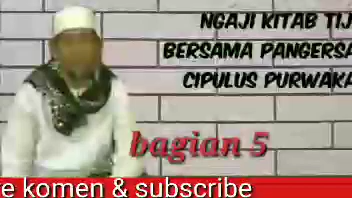 NGAJI KITAB TIJ
BERSAMA PANGERSA
CIPULUS PURWAKA
bagian 5
e komen & subscribe